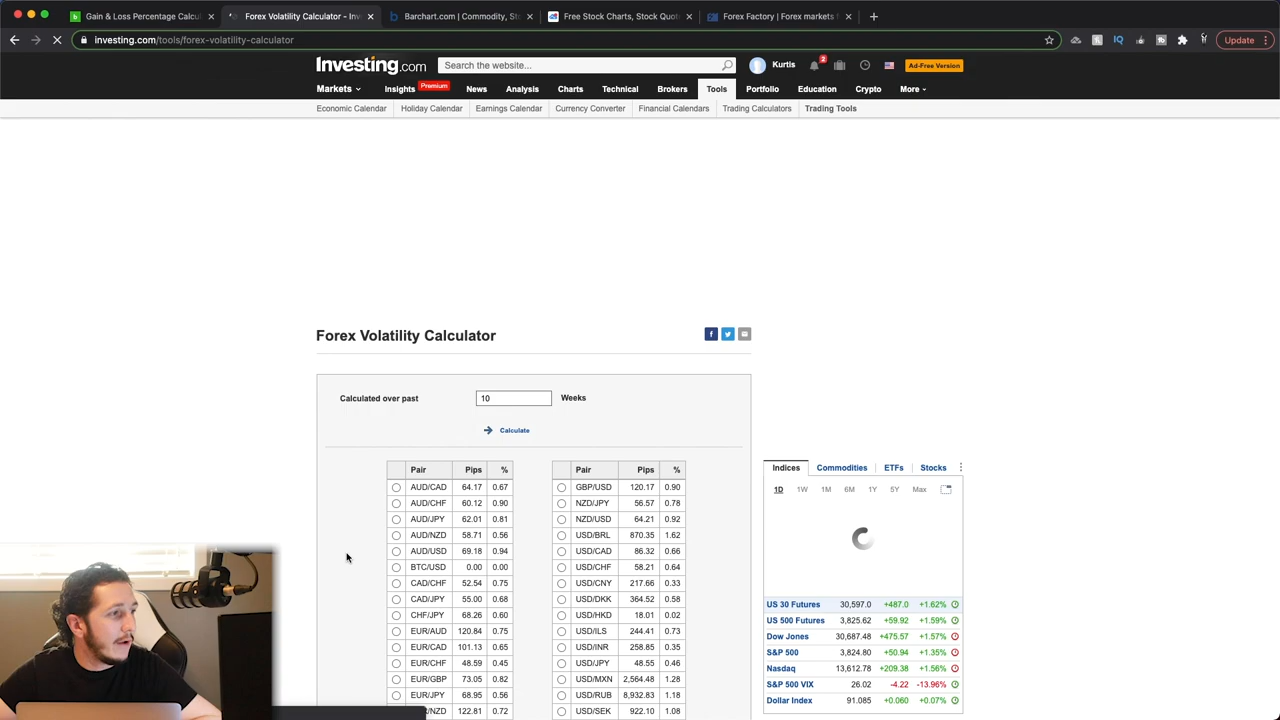 Gain & Loss Percentage Calcul
Forex Volatility Calculator - Inv
Barchart.com | Commodity, Sto
Free Stock Charts, Stock Quot
Forex Factory | Forex markets f
investing.com/tools/forex-volatility-calculator
Update
Investing.com
Search the website...
Kurtis
2
Ad-Free Version
Markets
Insights
Premium
News
Analysis
Charts
Technical
Brokers
Tools
Portfolio
Education
Crypto
More
Economic Calendar
Holiday Calendar
Earnings Calendar
Currency Converter
Financial Calendars
Trading Calculators
Trading Tools
Forex Volatility Calculator
Calculated over past 10 Weeks
Calculate
Pair Pips %
AUD/CAD 64.17 0.67
AUD/CHF 60.12 0.90
AUD/JPY 62.01 0.81
AUD/NZD 58.71 0.56
AUD/USD 69.18 0.94
BTC/USD 0.00 0.00
CAD/CHF 52.54 0.75
CAD/JPY 55.00 0.68
CHF/JPY 68.26 0.60
EUR/AUD 120.84 0.75
EUR/CAD 101.13 0.65
EUR/CHF 48.59 0.45
EUR/GBP 73.05 0.82
EUR/JPY 68.95 0.56
/NZD 122.81 0.72
Pair Pips %
GBP/USD 120.17 0.90
NZD/JPY 56.57 0.78
NZD/USD 64.21 0.92
USD/BRL 870.35 1.62
USD/CAD 86.32 0.66
USD/CHF 58.21 0.64
USD/CNY 217.66 0.33
USD/DKK 364.52 0.58
USD/HKD 18.01 0.02
USD/ILS 244.41 0.73
USD/INR 258.85 0.35
USD/JPY 48.55 0.46
USD/MXN 2,564.48 1.28
USD/RUB 8,932.83 1.18
USD/SEK 922.10 1.08
Indices Commodities ETFs Stocks
1D 1W 1M 6M 1Y 5Y Max
US 30 Futures 30,597.0 +487.0 +1.62%
US 500 Futures 3,825.62 +59.92 +1.59%
Dow Jones 30,687.48 +475.57 +1.57%
S&P 500 3,824.80 +50.94 +1.35%
Nasdaq 13,612.78 +209.38 +1.56%
S&P 500 VIX 26.02 -4.22 -13.96%
Dollar Index 91.085 +0.060 +0.07%